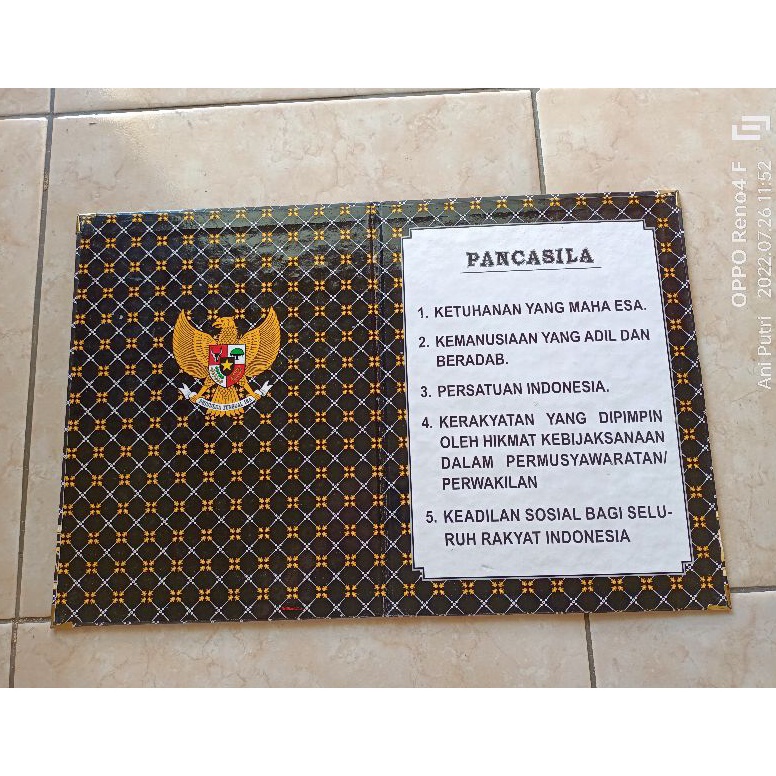 PANCASILA
1. KETUHANAN YANG MAHA ESA.
2. KEMANUSIAAN YANG ADIL DAN
BERADAB.
3. PERSATUAN INDONESIA.
4. KERAKYATAN YANG DIPIMPIN
OLEH HIKMAT KEBIJAKSANAAN
DALAM PERMUSYAWARATAN/
PERWAKILAN
5. KEADILAN SOSIAL BAGI SELU-
RUH RAKYAT INDONESIA
OPPO Reno4 F
Ani Putri 2022.07.26 11:52